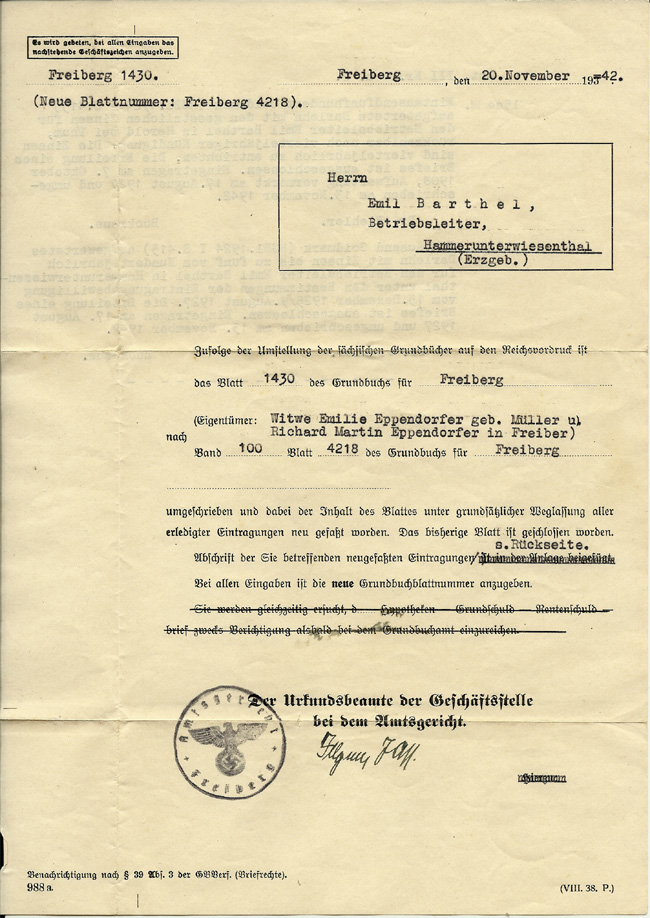 Es wird gebeten, bei allen Eingaben das
nachstehende Geschäftszeichen anzugeben.
Freiberg 1430.
Freiberg, den 20.November 193 42.
(Neue Blattnummer: Freiberg 4218).
Herrn
Emil Barthel,
Betriebsleiter,
Hammerunterwiesenthal
(Erzgeb.)
Zufolge der Umstellung der sächsischen Grundbücher auf den Reichsvordruck ist
das Blatt 1430 des Grundbuchs für Freiberg
(Eigentümer: Witwe Emilie Eppendorfer geb. Müller u.
Richard Martin Eppendorfer in Freiber)
nach
Band 100 Blatt 4218 des Grundbuchs für Freiberg
umgeschrieben und dabei der Inhalt des Blattes unter grundsätzlicher Weglassung aller
erledigter Eintragungen neu gefaßt worden. Das bisherige Blatt ist geschlossen worden.
s.Rückseite.
Abschrift der Sie betreffenden neugefaßten Eintragungen ist in der Anlage beigefügt.
Bei allen Eingaben ist die neue Grundbuchblattnummer anzugeben.
Sie werden gleichzeitig ersucht, d... Hypotheken – Grundschuld – Rentenschuld –
brief zwecks Berichtigung alsbald bei dem Grundbuchamt einzureichen.
Der Urkundsbeamte der Geschäftsstelle
bei dem Amtsgericht.
Amtsgericht
Freiberg
Benachrichtigung nach § 39 Abs. 3 der GBVerf. (Briefrechte).
988a.
(VIII. 38. P.)